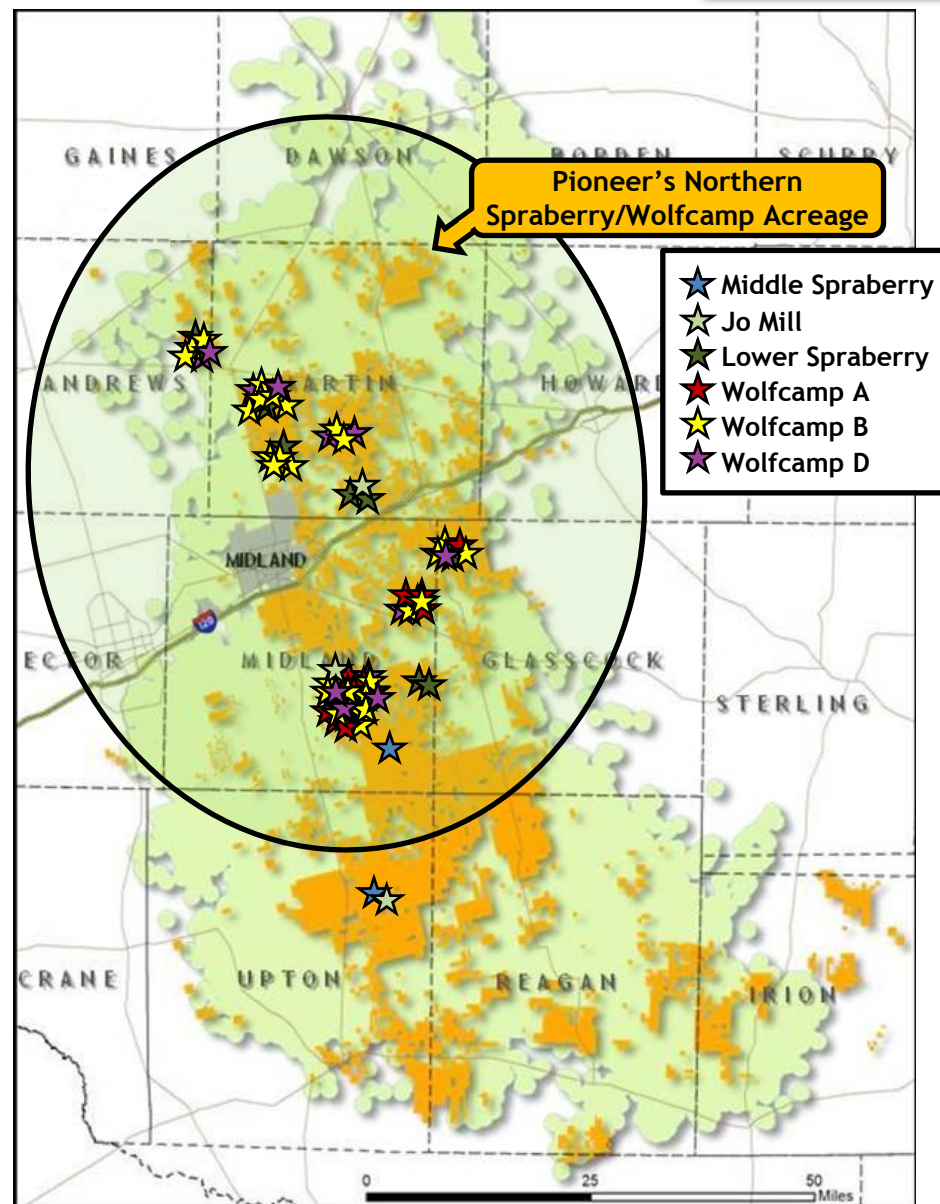 GAINES
DAWSON
BORDEN
SCURRY
Pioneer’s Northern
Spraberry/Wolfcamp Acreage
Middle Spraberry
Jo Mill
Lower Spraberry
Wolfcamp A
Wolfcamp B
Wolfcamp D
ANDREWS
MARTIN
HOWARD
MIDLAND
120
ECTOR
MIDLAND
GLASSCOCK
STERLING
CRANE
UPTON
REAGAN
IRION
0
25
50
Miles